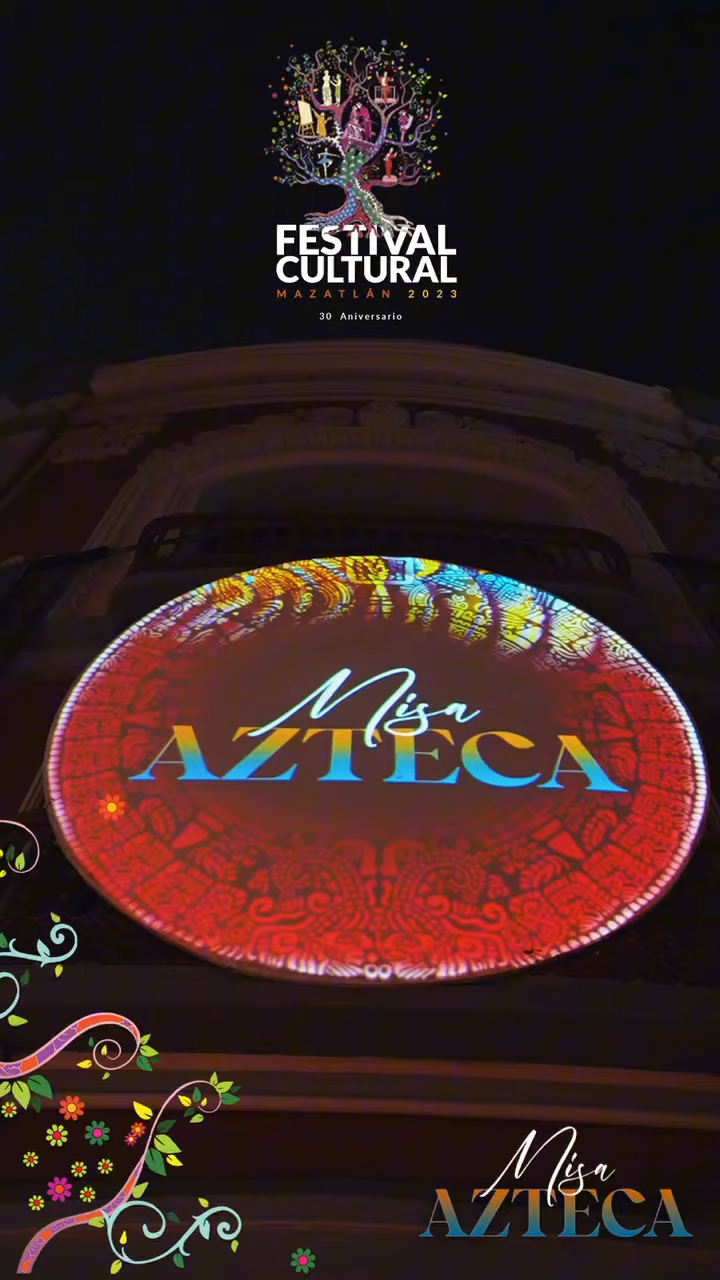 FESTIVAL
CULTURAL
MAZATLÁN 2023
30 Aniversario
Misa
AZTECA
Misa
AZTECA